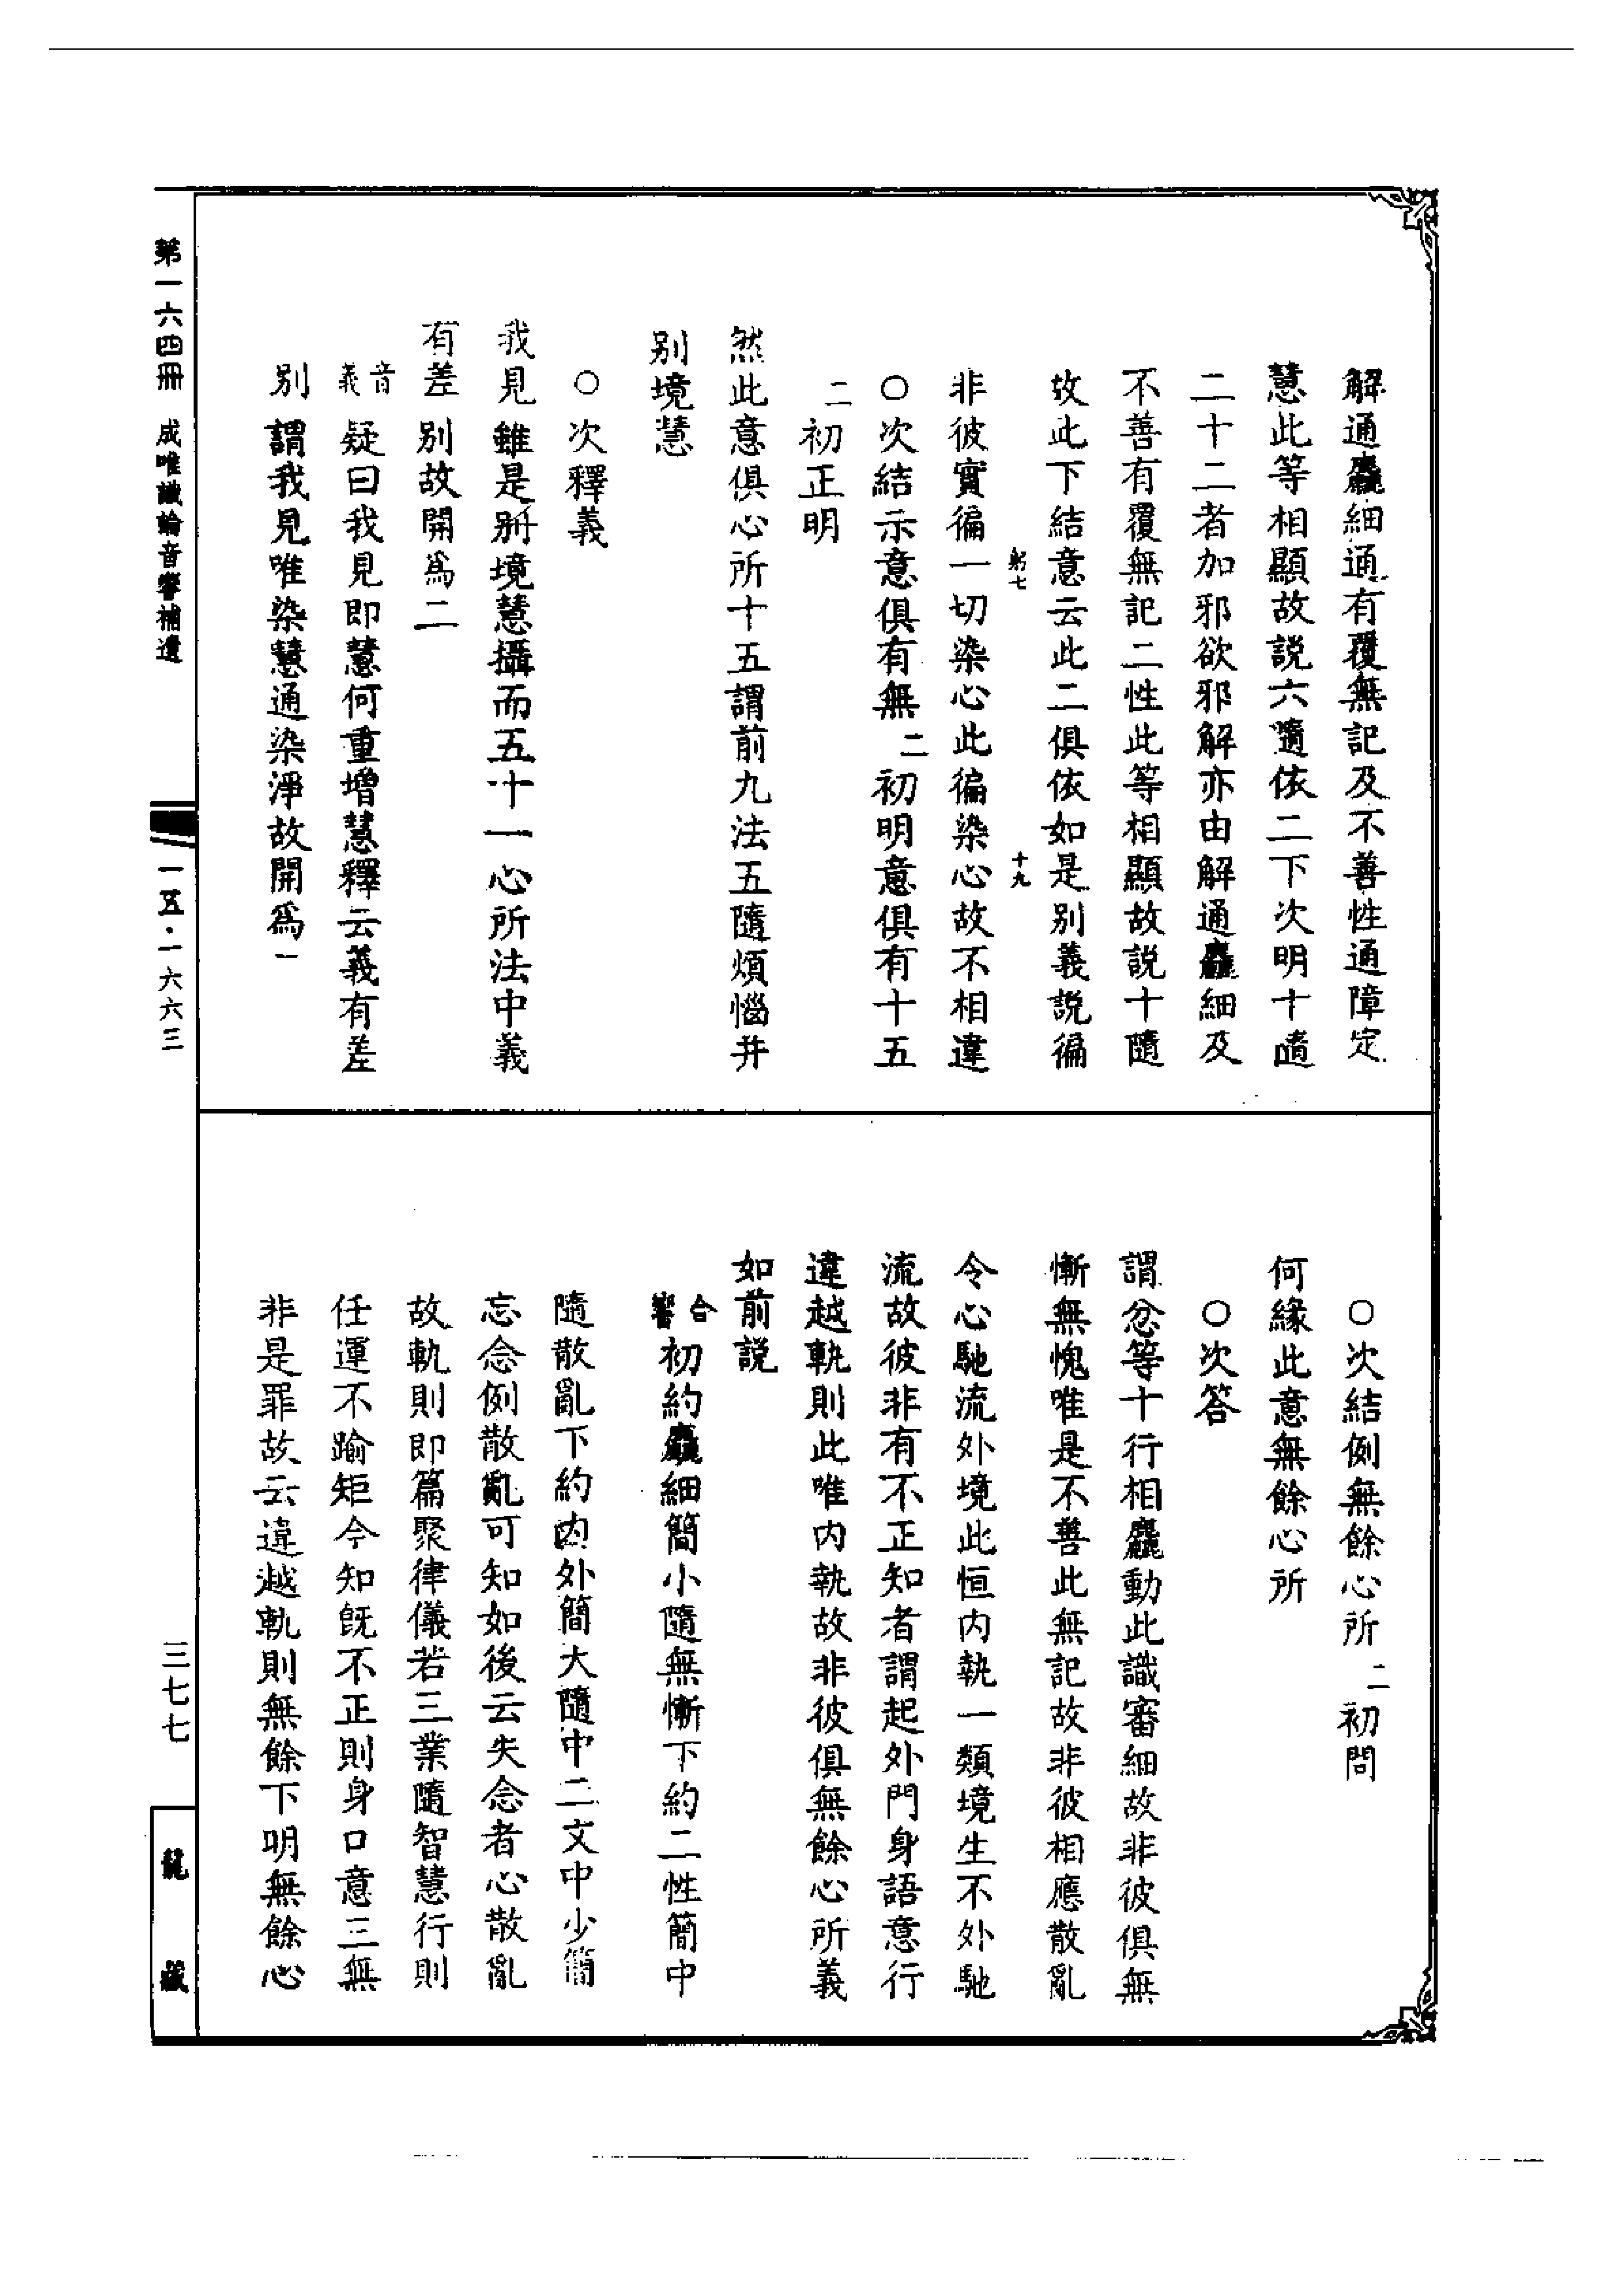 解通麤細通有覆無記及不善性通障定
慧此等相顯故説六隨依二下次明十隨
二十二者加邪欲邪解亦由解通麤細及
不善有覆無記二性此等相顯故説十隨
故此下結意云此二俱依如是別義説徧
躬七 十九
非彼實徧一切染心此徧染心故不相違
○次結示意俱有無二初明意俱有十五
二初正明
然此意俱心所十五謂前九法五隨煩惱并
別境慧
○次釋義
我見雖是別境慧攝而五十一心所法中義
有差別故開爲二
音義疑曰我見即慧何重增慧釋云義有差
別謂我見唯染慧通染淨故開爲一
○次結例無餘心所二初問
何緣此意無餘心所
○次答
謂忿等十行相麤動此識審細故非彼俱無
慚無愧唯是不善此無記故非彼相應散亂
令心馳流外境此恒内執一類境生不外馳
流故彼非有不正知者謂起外門身語意行
違越軌則此唯内執故非彼俱無餘心所義
如前説
合響初約麤細簡小隨無慚下約二性簡中
隨散亂下約内外簡大隨中二文中少簡
忘念例散亂可知如後云失念者心散亂
故軌則即篇聚律儀若三業隨智慧行則
任運不踰矩今知既不正則身口意三無
非是罪故云違越軌則無餘下明無餘心
第一六四冊 成唯識論音響補遺
一五·一六六三
三七七
龍藏